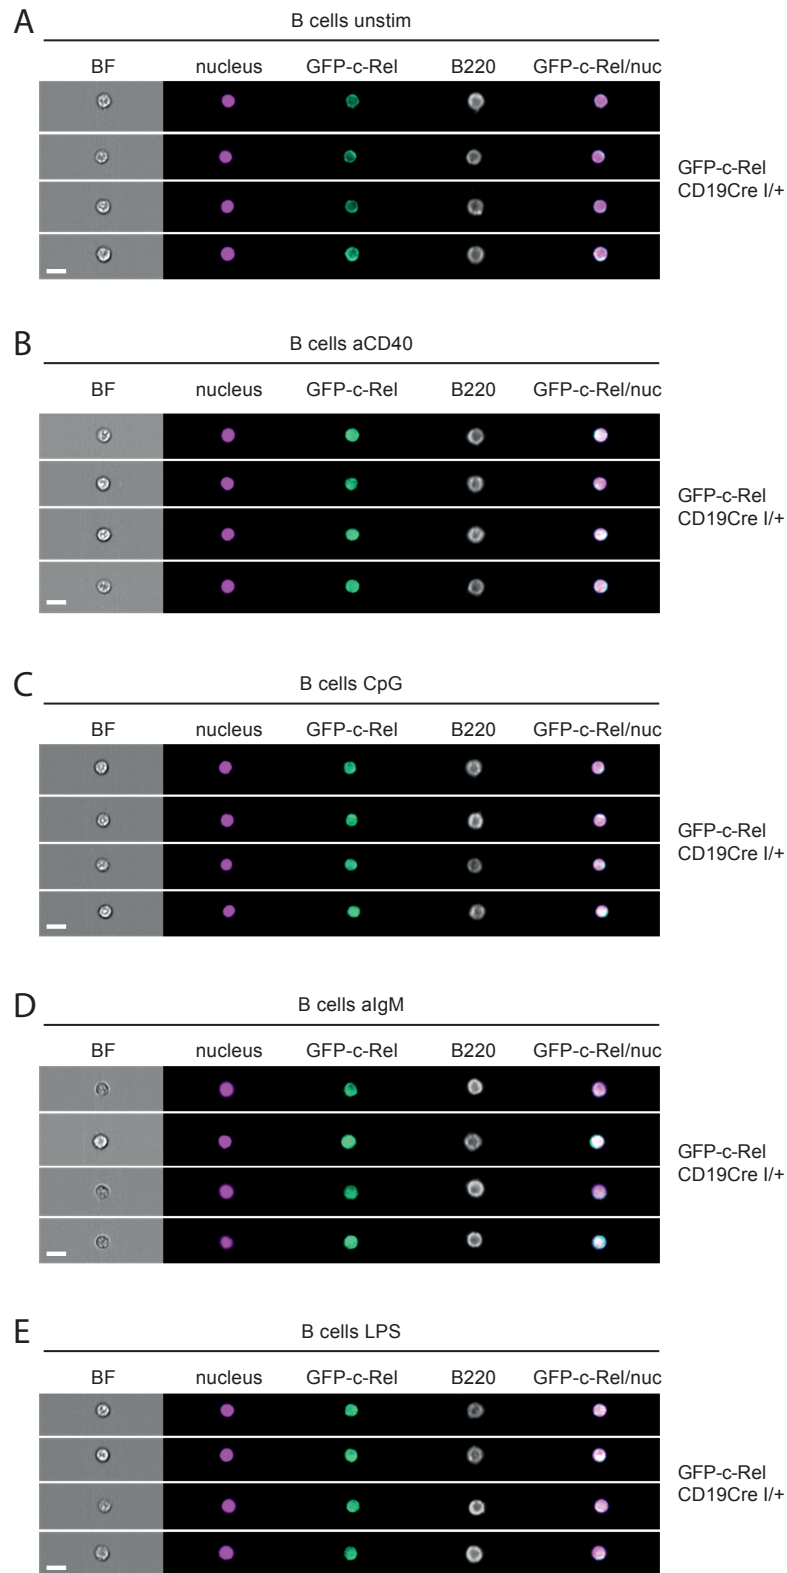 A
B cells unstim
BF nucleus GFP-c-Rel B220 GFP-c-Rel/nuc
GFP-c-Rel
CD19Cre I/+
B
B cells aCD40
BF nucleus GFP-c-Rel B220 GFP-c-Rel/nuc
GFP-c-Rel
CD19Cre I/+
C
B cells CpG
BF nucleus GFP-c-Rel B220 GFP-c-Rel/nuc
GFP-c-Rel
CD19Cre I/+
D
B cells aIgM
BF nucleus GFP-c-Rel B220 GFP-c-Rel/nuc
GFP-c-Rel
CD19Cre I/+
E
B cells LPS
BF nucleus GFP-c-Rel B220 GFP-c-Rel/nuc
GFP-c-Rel
CD19Cre I/+